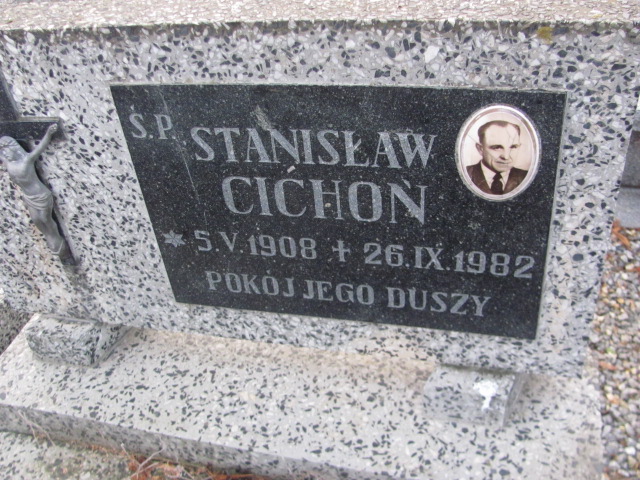 Ś.P. STANISŁAW
CICHOŃ
* 5.V.1908 + 26.IX.1982
POKÓJ JEGO DUSZY